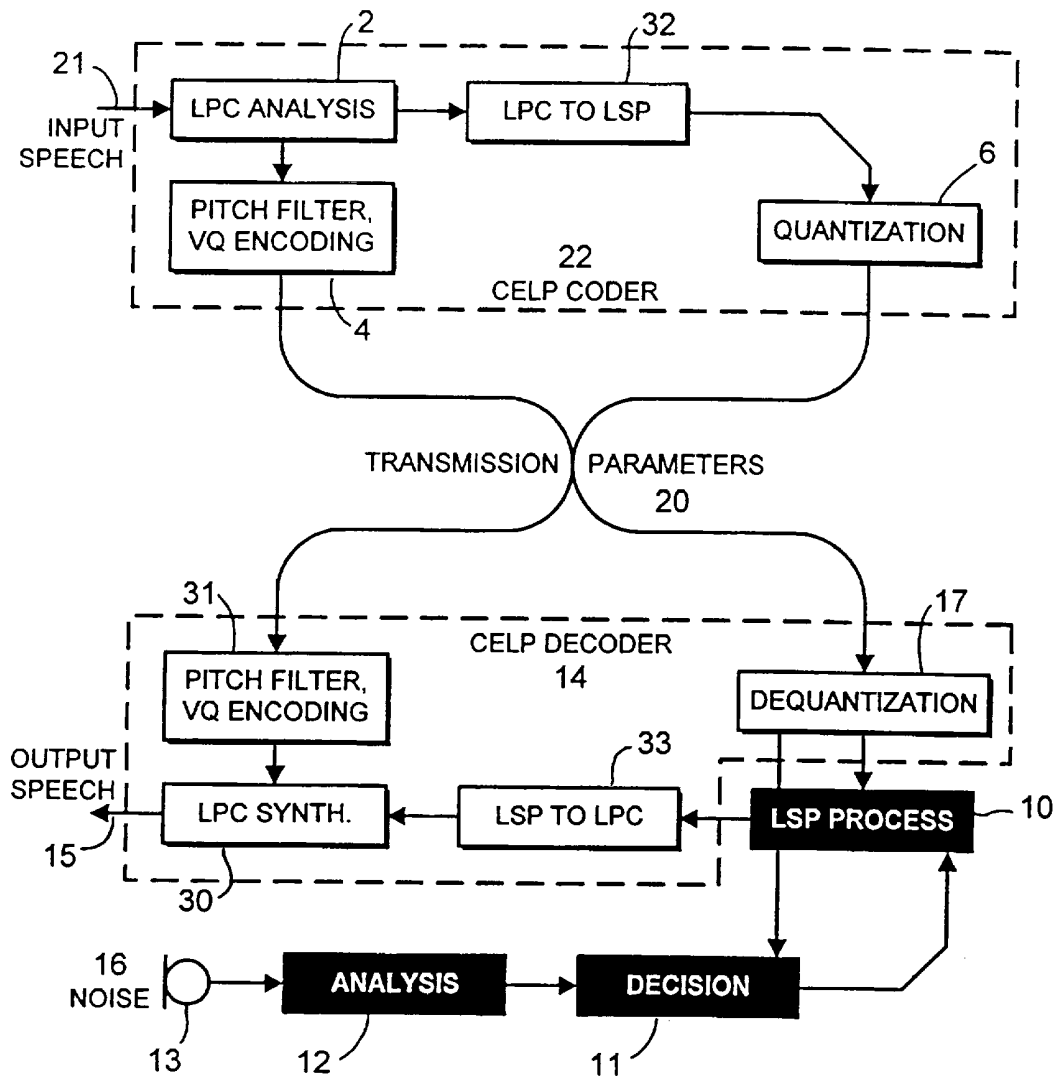 2
32
21
LPC ANALYSIS
LPC TO LSP
INPUT
SPEECH
6
PITCH FILTER,
VQ ENCODING
QUANTIZATION
22
CELP CODER
4
TRANSMISSION PARAMETERS
20
31
17
CELP DECODER
14
PITCH FILTER,
VQ ENCODING
DEQUANTIZATION
OUTPUT
SPEECH
33
LPC SYNTH.
LSP TO LPC
LSP PROCESS
10
15
30
16
NOISE
ANALYSIS
DECISION
13
12
11